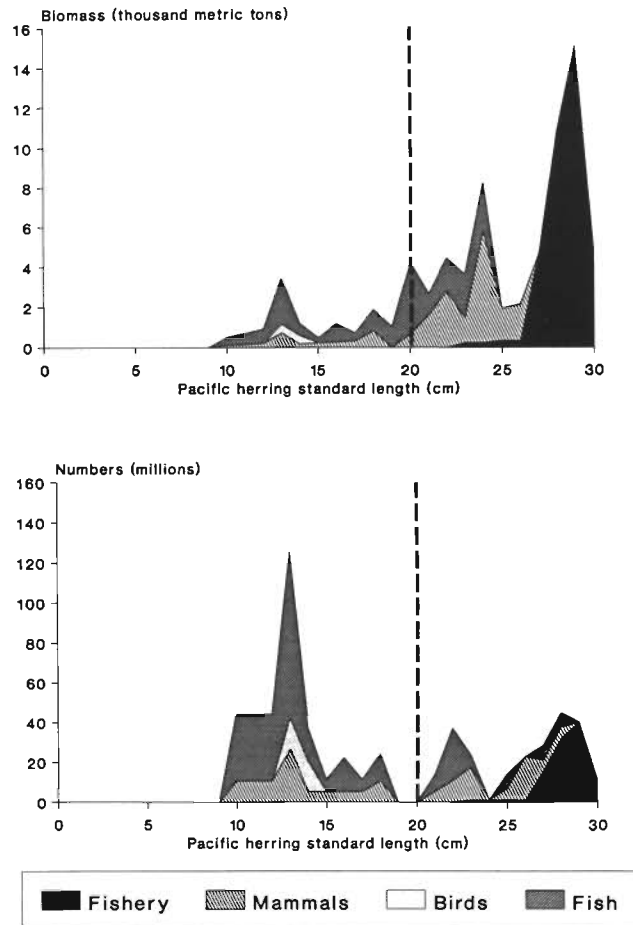 Biomass (thousand metric tons)
16
14
12
10
8
6
4
2
0
0 5 10 15 20 25 30
Pacific herring standard length (cm)
Numbers (millions)
160
140
120
100
80
60
40
20
0
0 5 10 15 20 25 30
Pacific herring standard length (cm)
Fishery Mammals Birds Fish